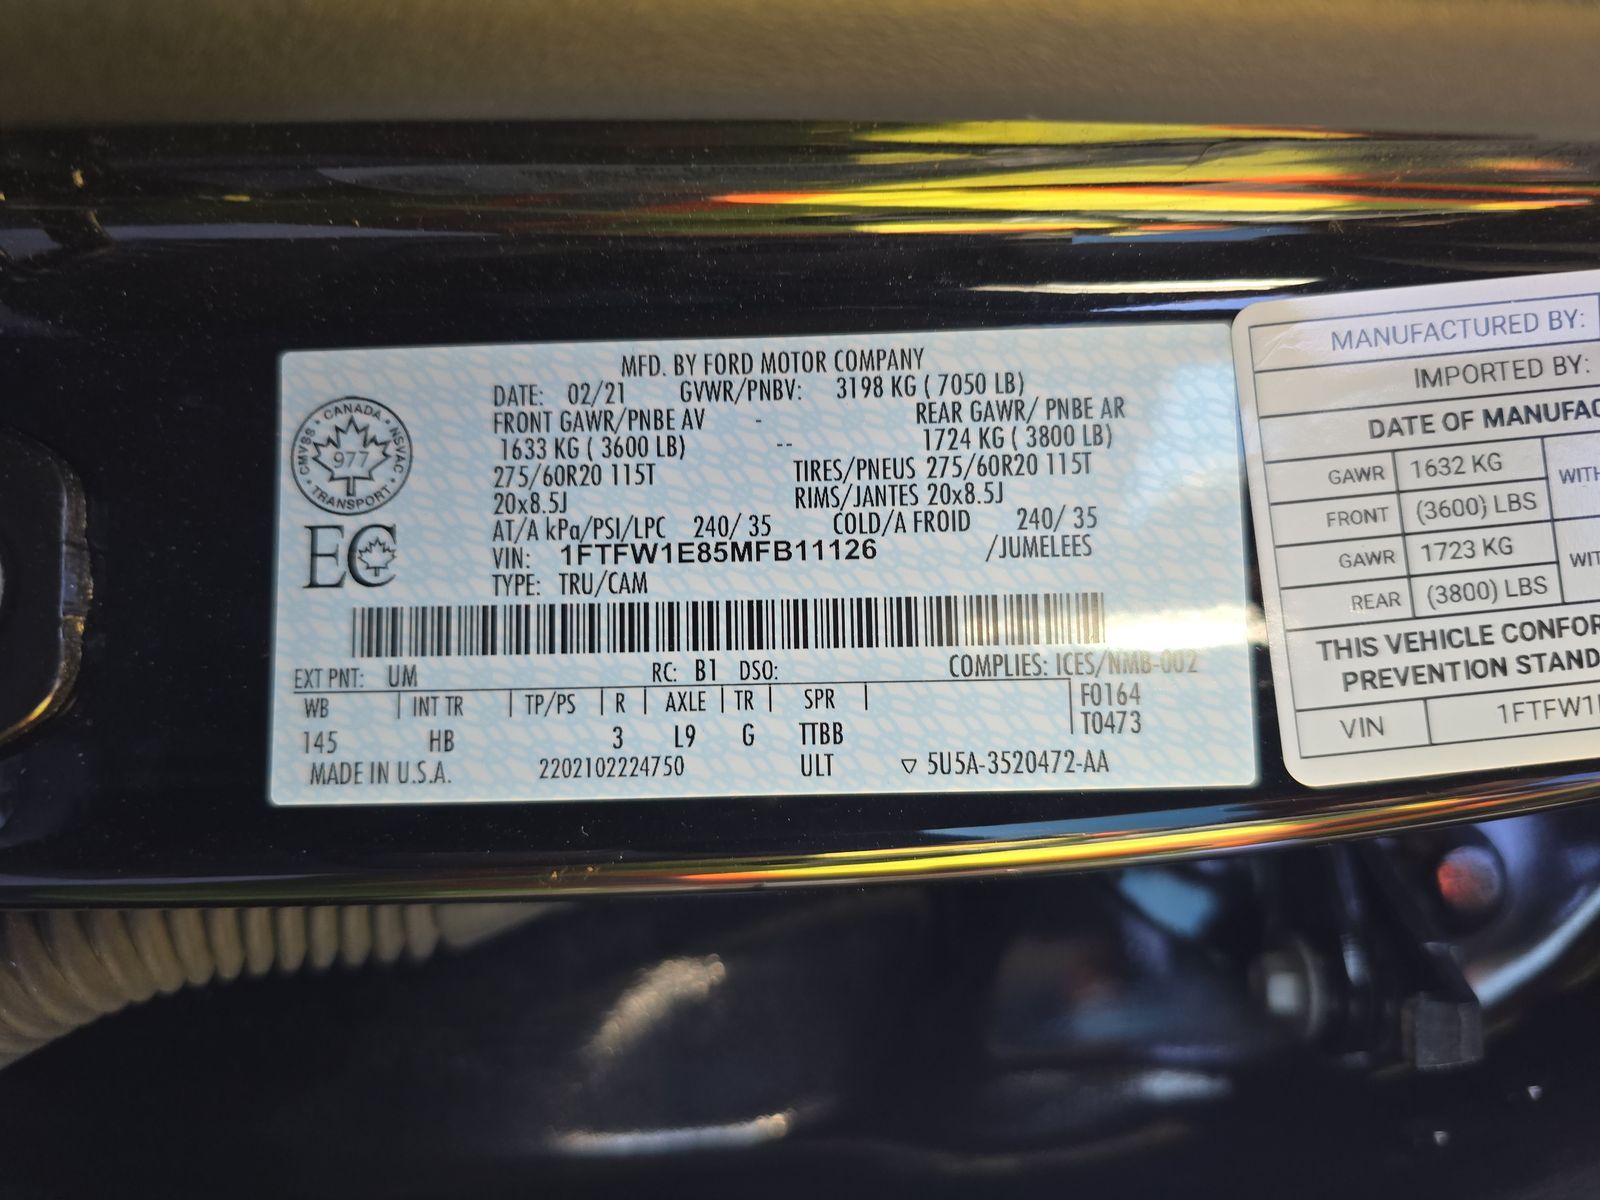 MFD. BY FORD MOTOR COMPANY
DATE: 02/21 GVWR/PNBV: 3198 KG ( 7050 LB)
FRONT GAWR/PNBE AV - REAR GAWR/ PNBE AR
1633 KG ( 3600 LB) -- 1724 KG ( 3800 LB)
275/60R20 115T TIRES/PNEUS 275/60R20 115T
20x8.5J RIMS/JANTES 20x8.5J
AT/A kPa/PSI/LPC 240/ 35 COLD/A FROID 240/ 35
VIN: 1FTFW1E85MFB11126 /JUMELEES
TYPE: TRU/CAM
CANADA
CMVSS 977 NSVAC
TRANSPORT
EC
EXT PNT: UM RC: B1 DSO: COMPLIES: ICES/NMB-002
WB | INT TR | TP/PS | R | AXLE | TR | SPR | F0164
145 HB 3 L9 G TTBB T0473
MADE IN U.S.A. 2202102224750 ULT ▽ 5U5A-3520472-AA
MANUFACTURED BY:
IMPORTED BY:
DATE OF MANUFAC
GAWR 1632 KG WITH
FRONT (3600) LBS
GAWR 1723 KG WIT
REAR (3800) LBS
THIS VEHICLE CONFOR
PREVENTION STAND
VIN 1FTFW1